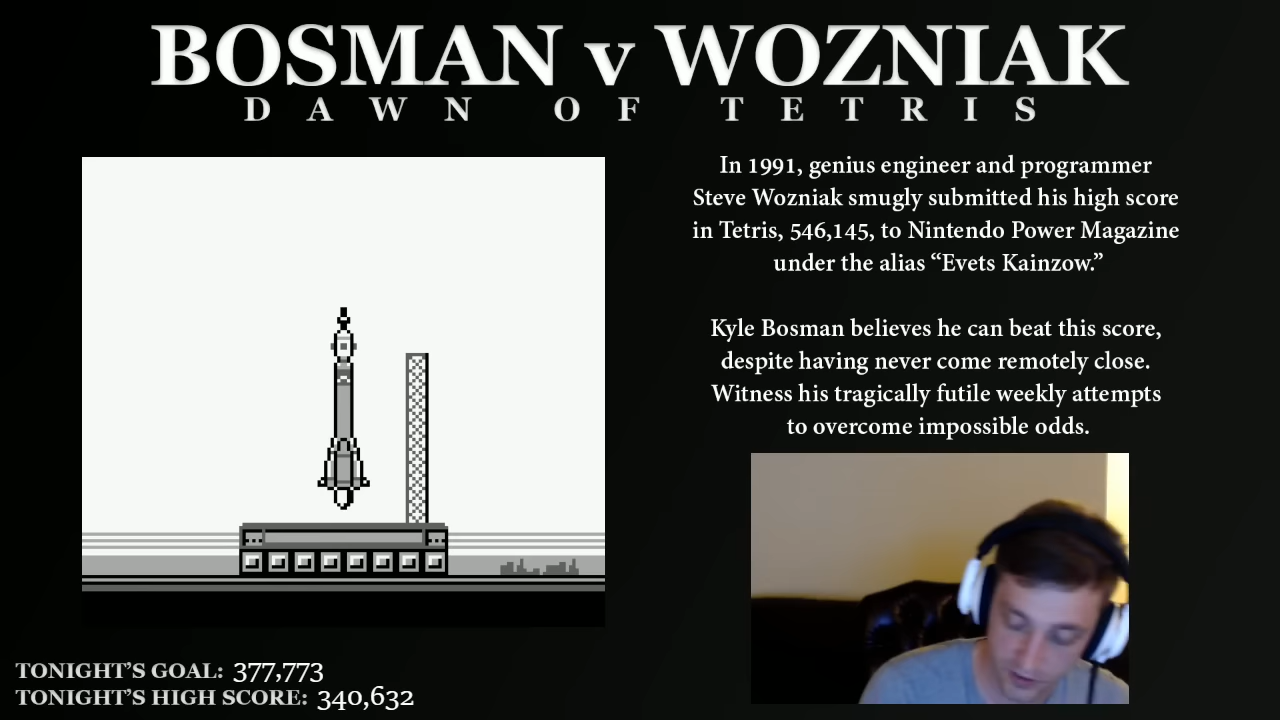 BOSMAN v WOZNIAK
DAWN OF TETRIS
In 1991, genius engineer and programmer
Steve Wozniak smugly submitted his high score
in Tetris, 546,145, to Nintendo Power Magazine
under the alias “Evets Kainzow.”
Kyle Bosman believes he can beat this score,
despite having never come remotely close.
Witness his tragically futile weekly attempts
to overcome impossible odds.
TONIGHT’S GOAL: 377,773
TONIGHT’S HIGH SCORE: 340,632